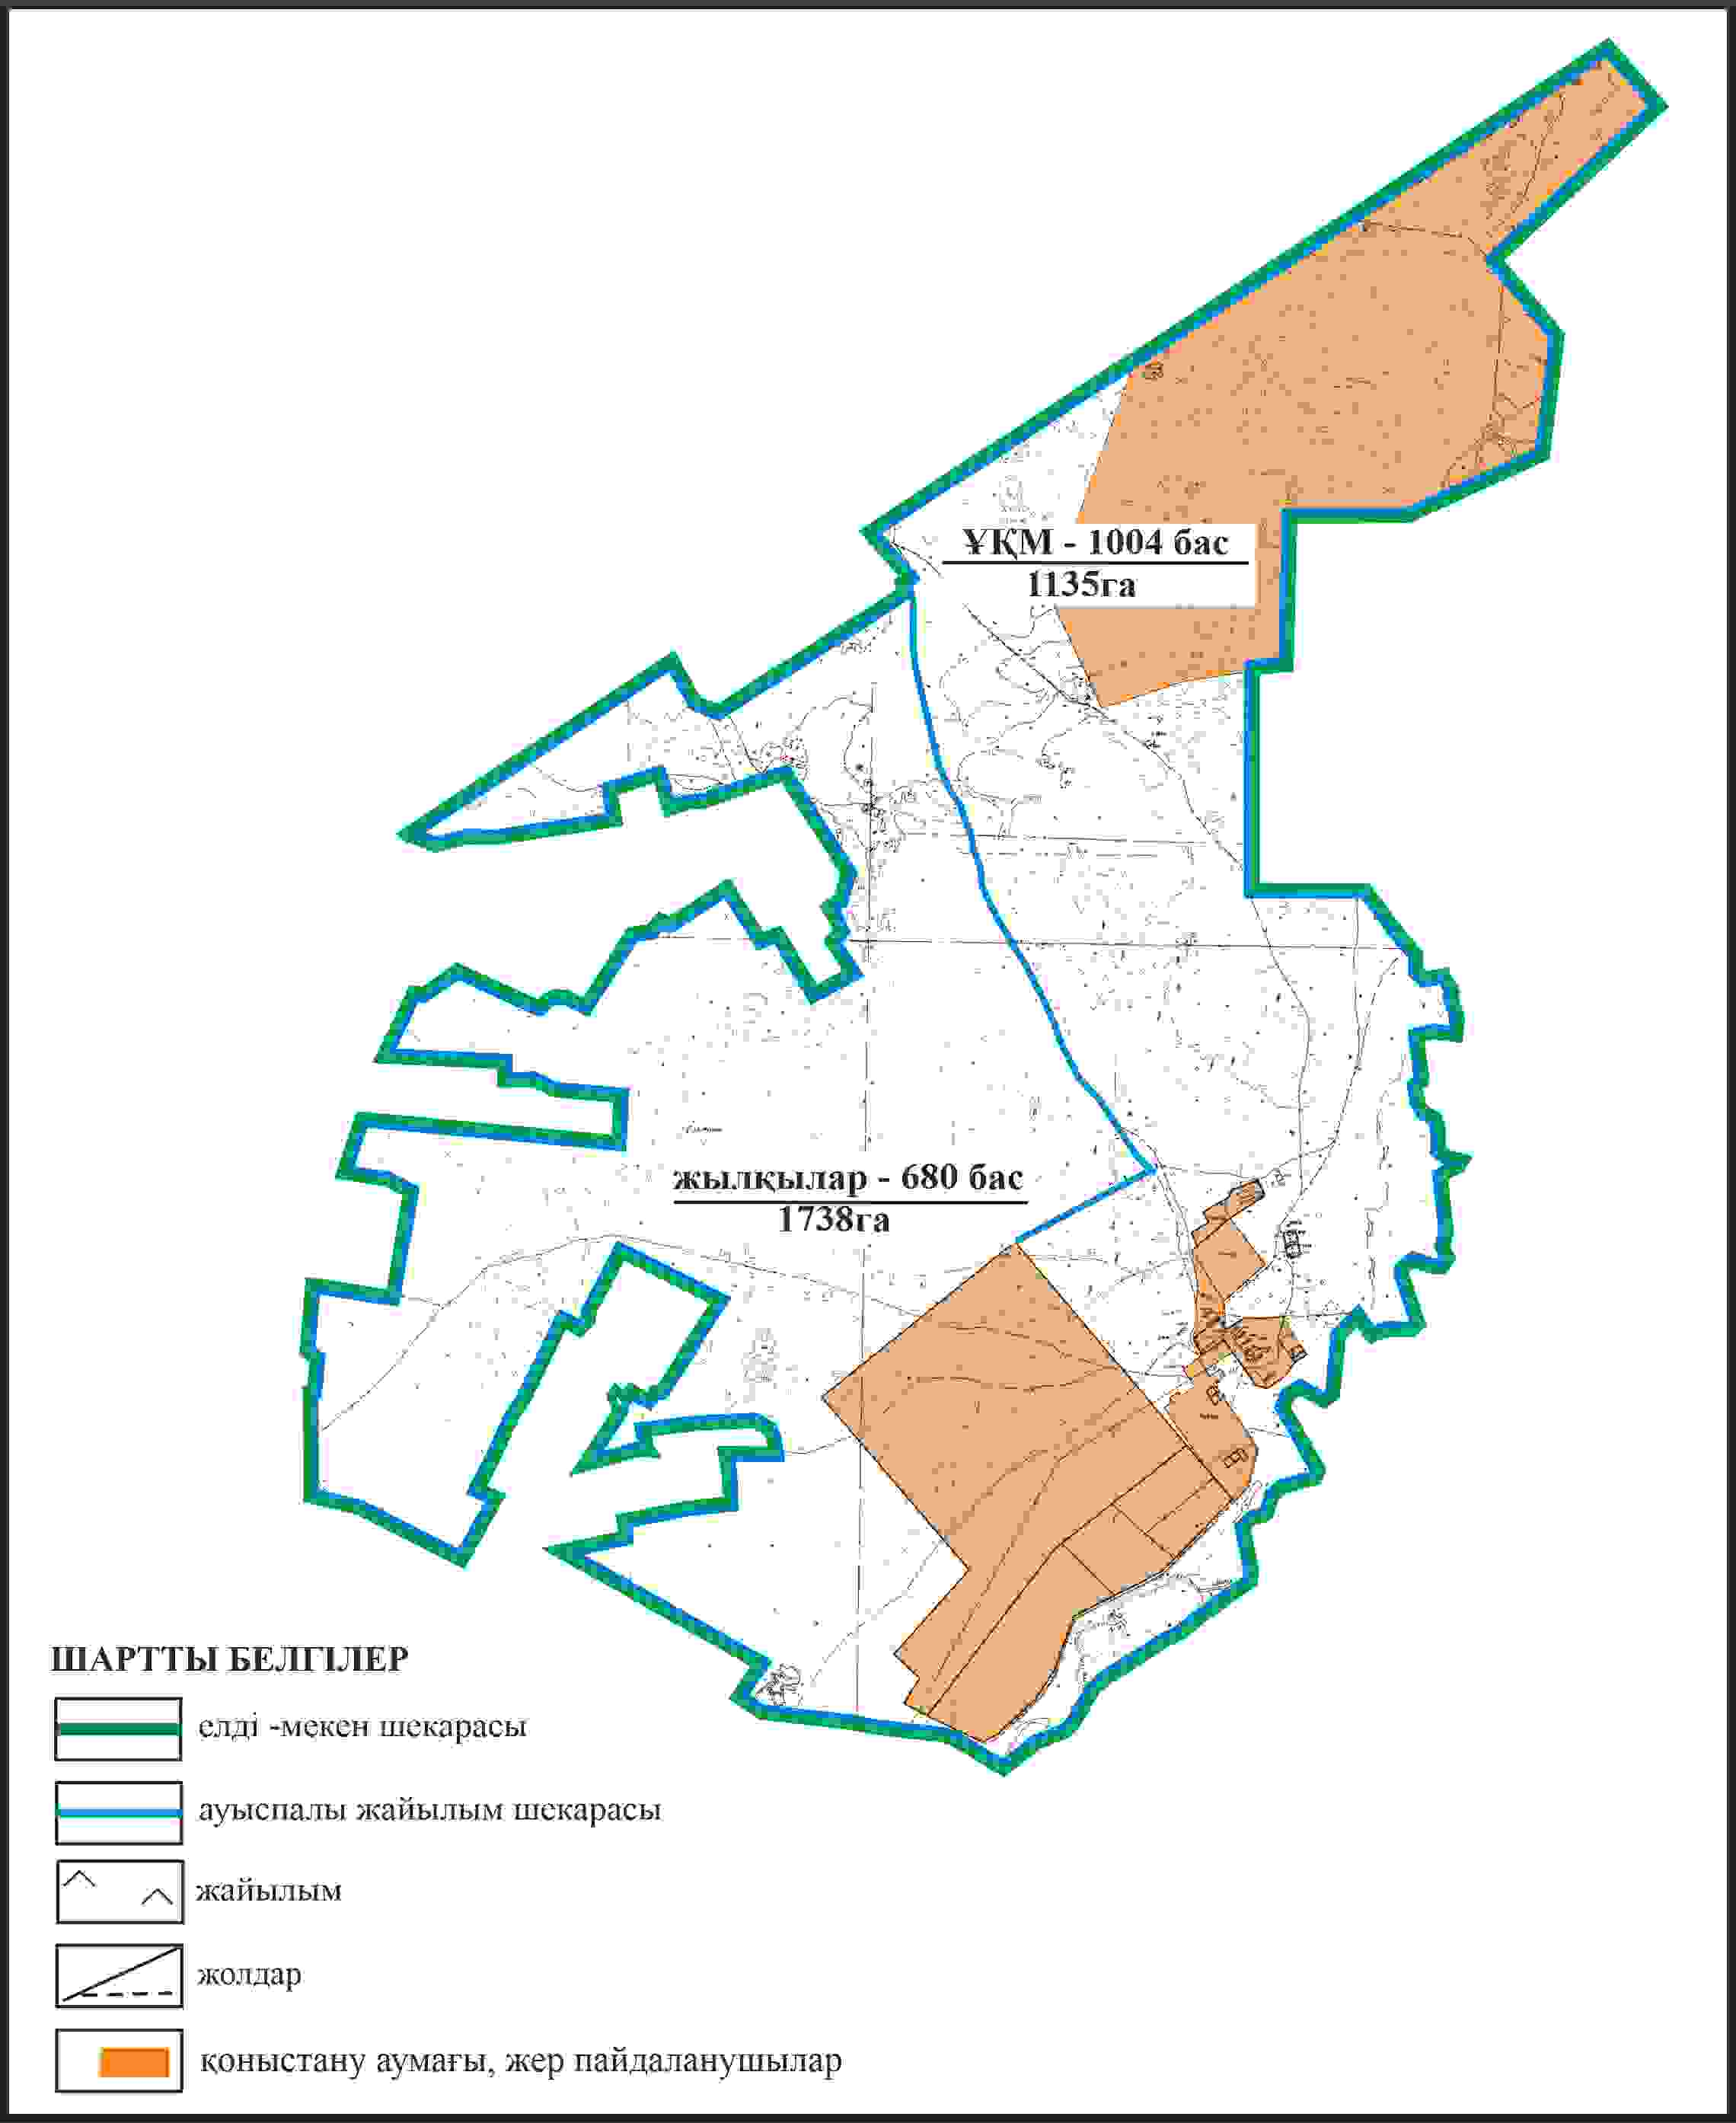 ҰҚМ - 1004 бас
1135га
жылқылар - 680 бас
1738га
ШАРТТЫ БЕЛГІЛЕР
елді -мекен шекарасы
ауыспалы жайылым шекарасы
жайылым
жолдар
қоныстану аумағы, жер пайдаланушылар